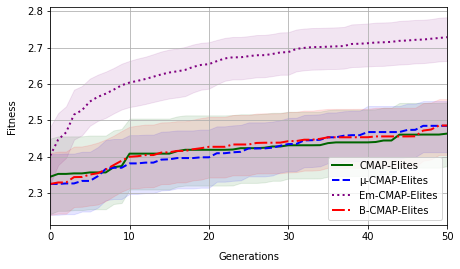 2.8
2.7
2.6
2.5
2.4
2.3
Fitness
0 10 20 30 40 50
Generations
CMAP-Elites
μ-CMAP-Elites
Em-CMAP-Elites
B-CMAP-Elites